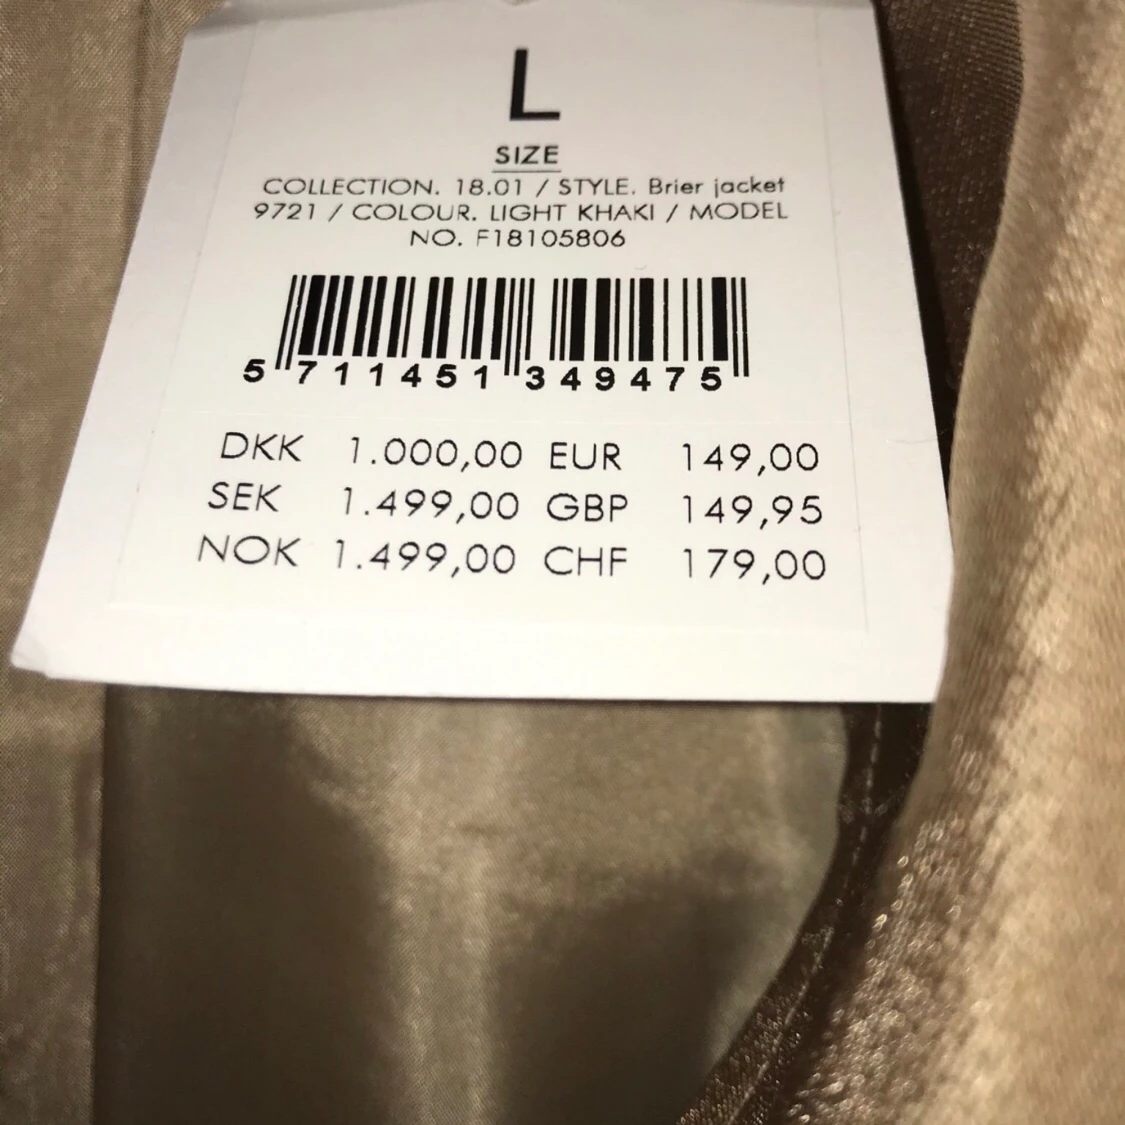 L
SIZE
COLLECTION. 18.01 / STYLE. Brier jacket
9721 / COLOUR. LIGHT KHAKI / MODEL
NO. F18105806
5 711451 349475
DKK 1.000,00 EUR 149,00
SEK 1.499,00 GBP 149,95
NOK 1.499,00 CHF 179,00